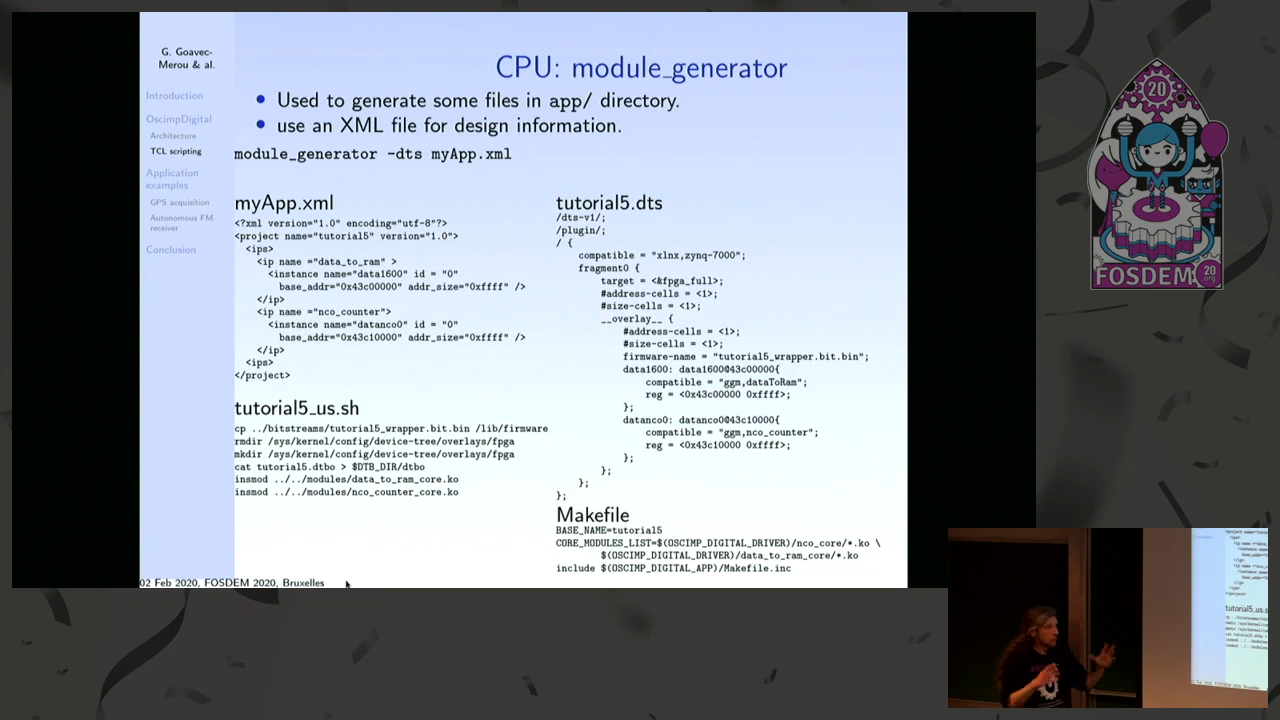 G. Goavec-
Merou & al.
Introduction
OscimpDigital
Architecture
TCL scripting
Application
examples
GPS acquisition
Autonomous FM
receiver
Conclusion
CPU: module_generator
• Used to generate some files in app/ directory.
• use an XML file for design information.
module_generator -dts myApp.xml
myApp.xml
<?xml version="1.0" encoding="utf-8"?>
<project name="tutorial5" version="1.0">
<ips>
<ip name ="data_to_ram" >
<instance name="data1600" id = "0"
base_addr="0x43c00000" addr_size="0xffff" />
</ip>
<ip name ="nco_counter">
<instance name="datanco0" id = "0"
base_addr="0x43c10000" addr_size="0xffff" />
</ip>
<ips>
</project>
tutorial5_us.sh
cp ../bitstreams/tutorial5_wrapper.bit.bin /lib/firmware
rmdir /sys/kernel/config/device-tree/overlays/fpga
mkdir /sys/kernel/config/device-tree/overlays/fpga
cat tutorial5.dtbo > $DTB_DIR/dtbo
insmod ../../modules/data_to_ram_core.ko
insmod ../../modules/nco_counter_core.ko
tutorial5.dts
/dts-v1/;
/plugin/;
/ {
compatible = "xlnx,zynq-7000";
fragment0 {
target = <&fpga_full>;
#address-cells = <1>;
#size-cells = <1>;
__overlay__ {
#address-cells = <1>;
#size-cells = <1>;
firmware-name = "tutorial5_wrapper.bit.bin";
data1600: data1600@43c00000{
compatible = "ggm,dataToRam";
reg = <0x43c00000 0xffff>;
};
datanco0: datanco0@43c10000{
compatible = "ggm,nco_counter";
reg = <0x43c10000 0xffff>;
};
};
};
};
Makefile
BASE_NAME=tutorial5
CORE_MODULES_LIST=$(OSCIMP_DIGITAL_DRIVER)/nco_core/*.ko \
$(OSCIMP_DIGITAL_DRIVER)/data_to_ram_core/*.ko
include $(OSCIMP_DIGITAL_APP)/Makefile.inc
02 Feb 2020, FOSDEM 2020, Bruxelles
20
FOSDEM
20
.org